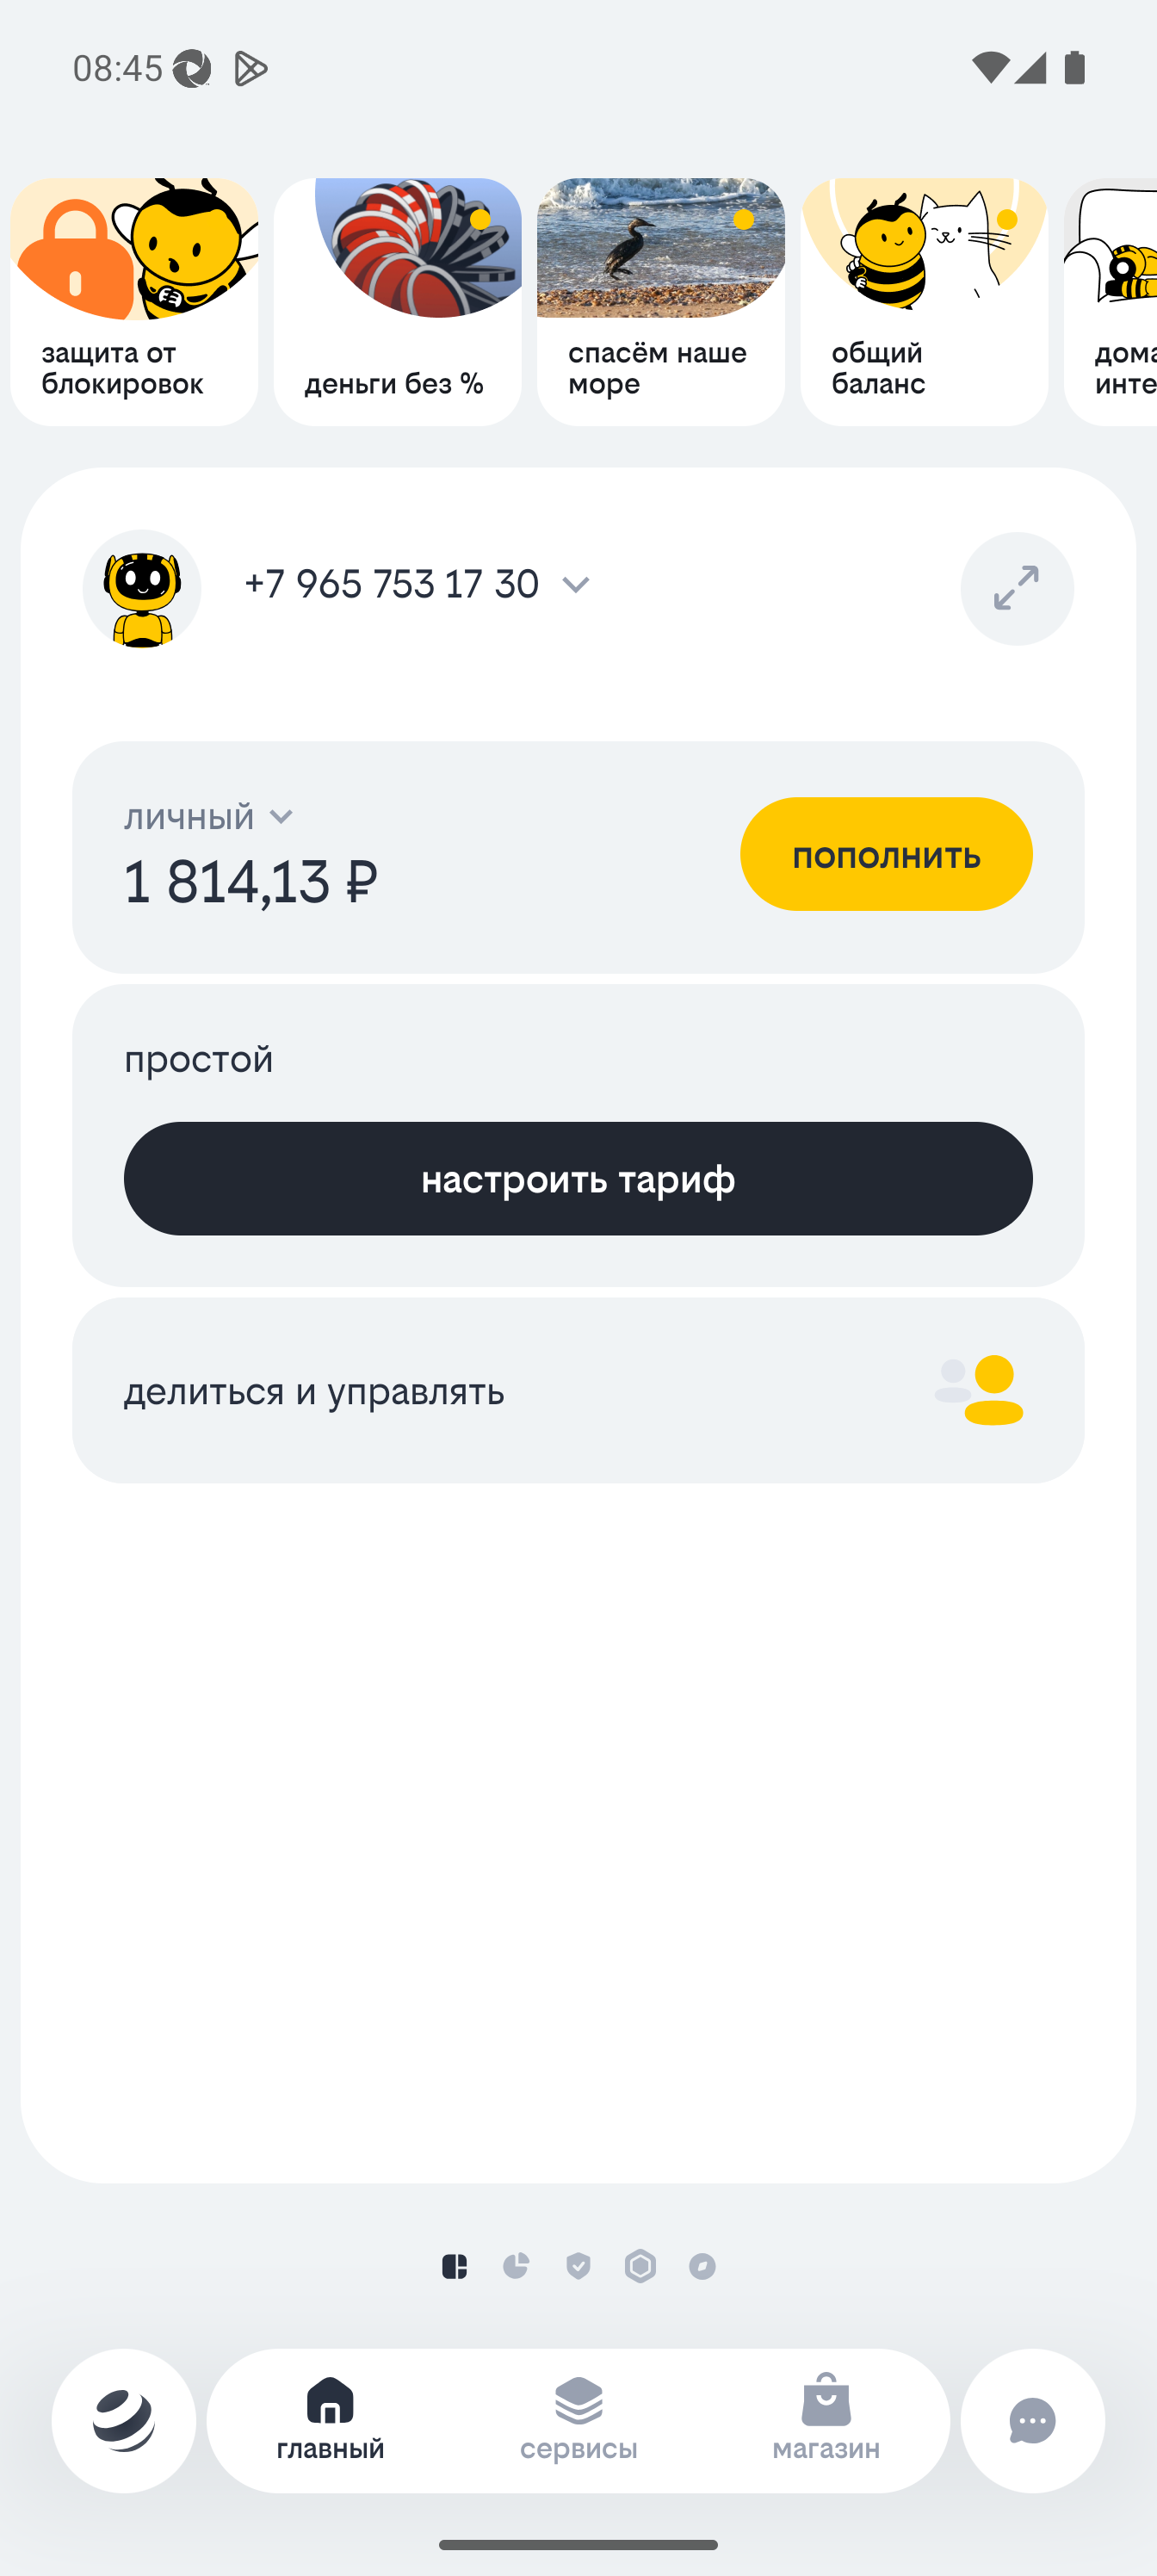 08:45
защита от
блокировок
деньги без %
спасём наше
море
общий
баланс
дома
инте
+7 965 753 17 30
личный
1 814,13 ₽
пополнить
простой
настроить тариф
делиться и управлять
главный
сервисы
магазин